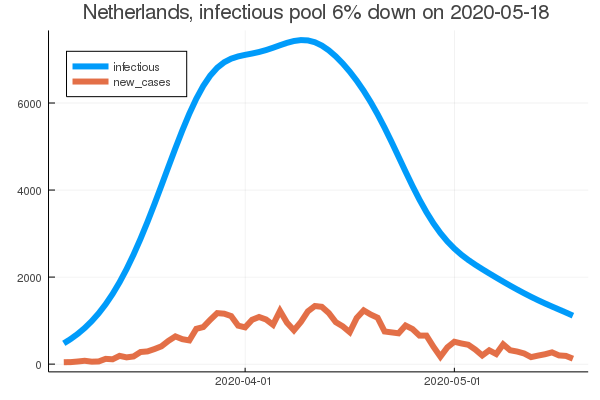 Netherlands, infectious pool 6% down on 2020-05-18
infectious
new_cases
6000
4000
2000
0
2020-04-01
2020-05-01